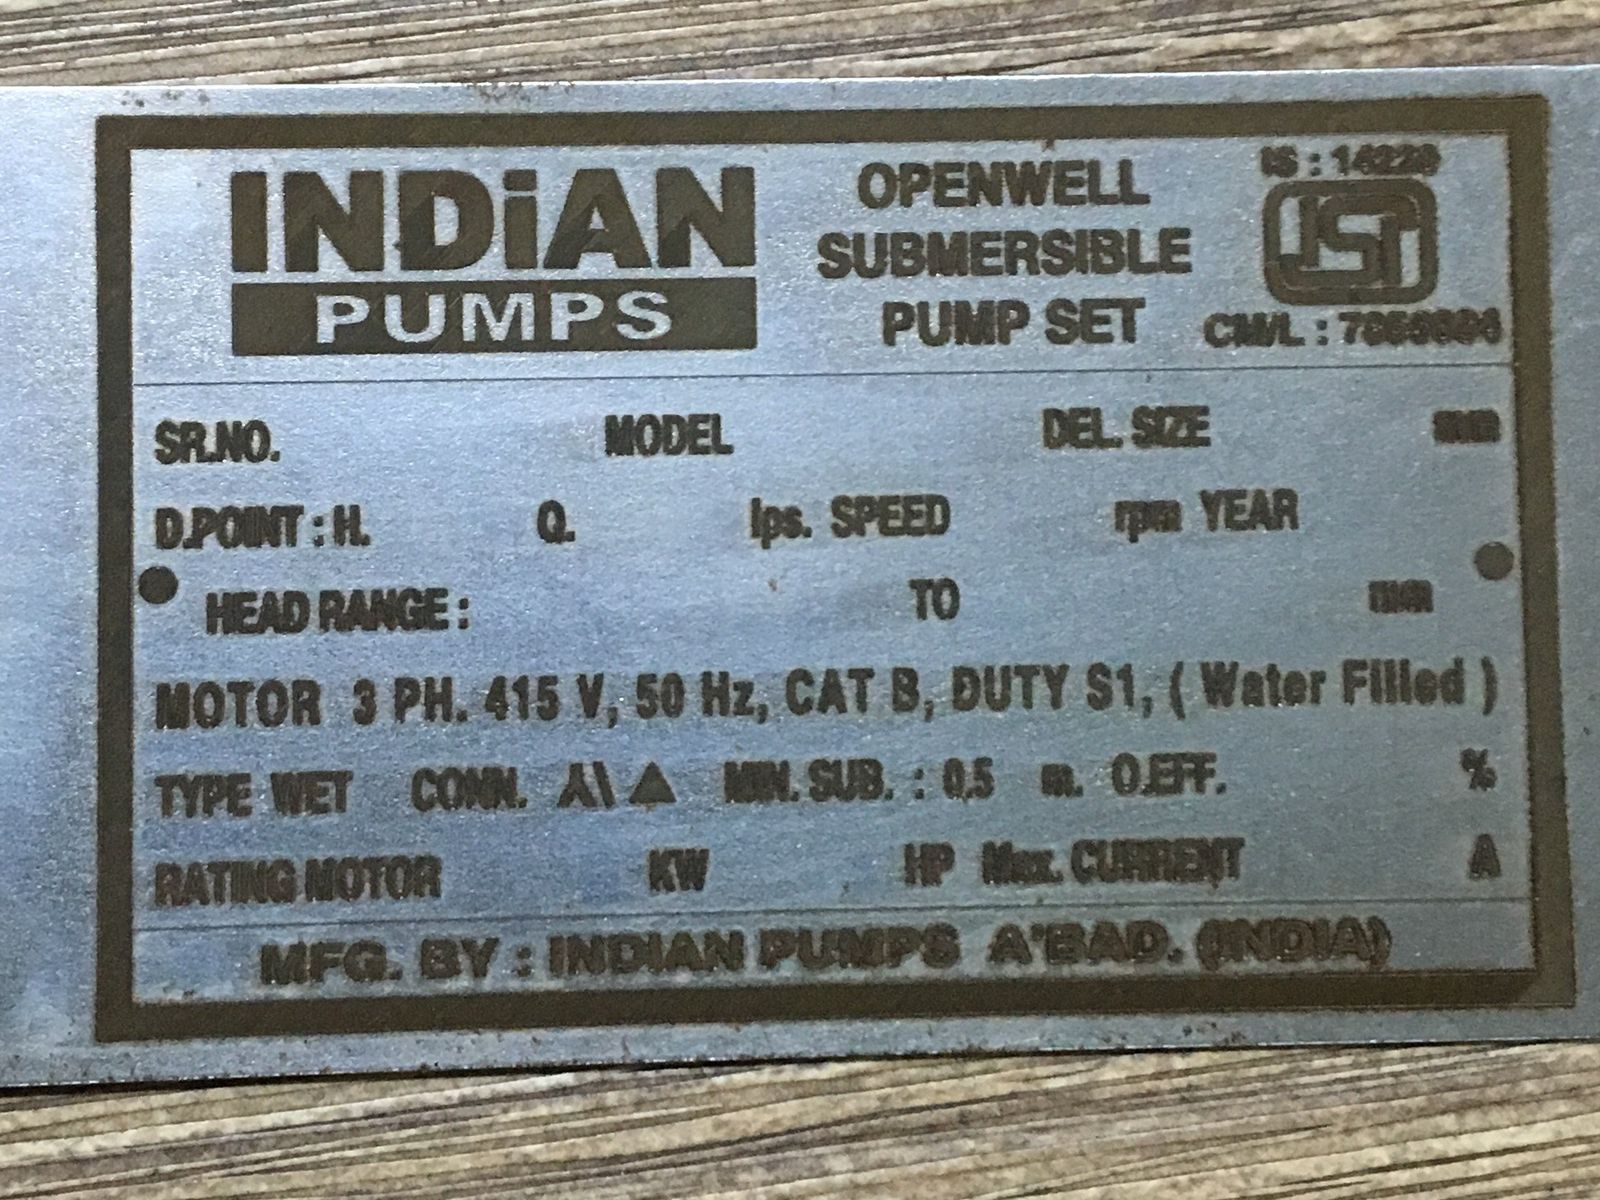 INDiAN
PUMPS
OPENWELL
SUBMERSIBLE
PUMP SET
IS : 14220
ISI
CM/L :
SR.NO. MODEL DEL. SIZE mm
D.POINT : H. Q. lps. SPEED rpm YEAR
HEAD RANGE : TO
MOTOR 3 PH. 415 V, 50 Hz, CAT B, DUTY S1, ( Water Filled )
TYPE WET CONN. MIN. SUB. : 0.5 m. O.EFF. %
RATING MOTOR KW HP Max. CURRENT A
MFG. BY : INDIAN PUMPS A'BAD. (INDIA)